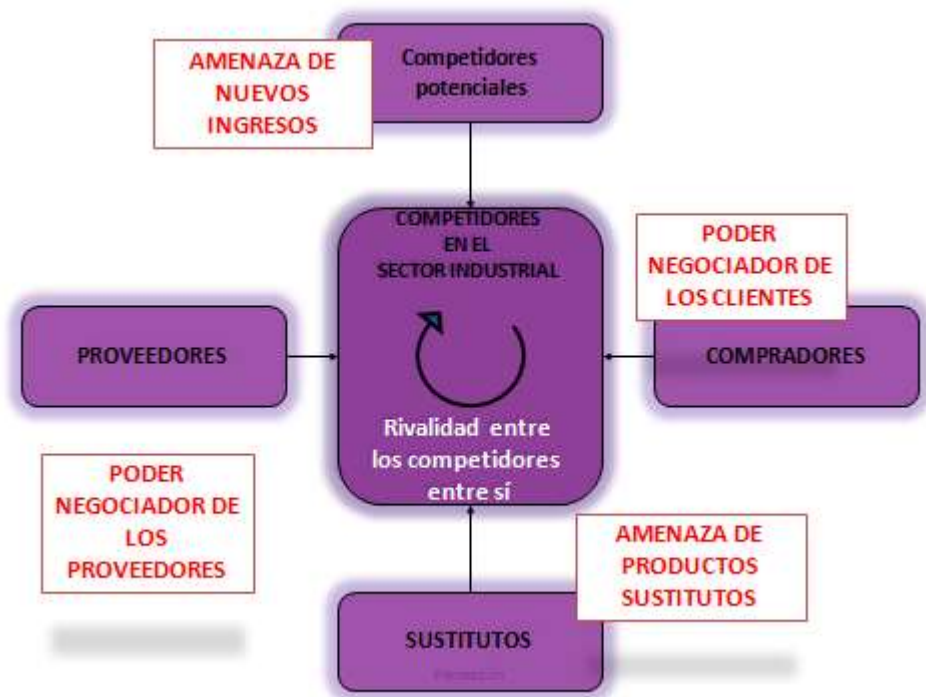 AMENAZA DE
NUEVOS
INGRESOS
Competidores
potenciales
COMPETIDORES
EN EL
SECTOR INDUSTRIAL
PODER
NEGOCIADOR DE
LOS CLIENTES
PROVEEDORES
COMPRADORES
Rivalidad entre
los competidores
entre sí
PODER
NEGOCIADOR DE
LOS
PROVEEDORES
AMENAZA DE
PRODUCTOS
SUSTITUTOS
SUSTITUTOS